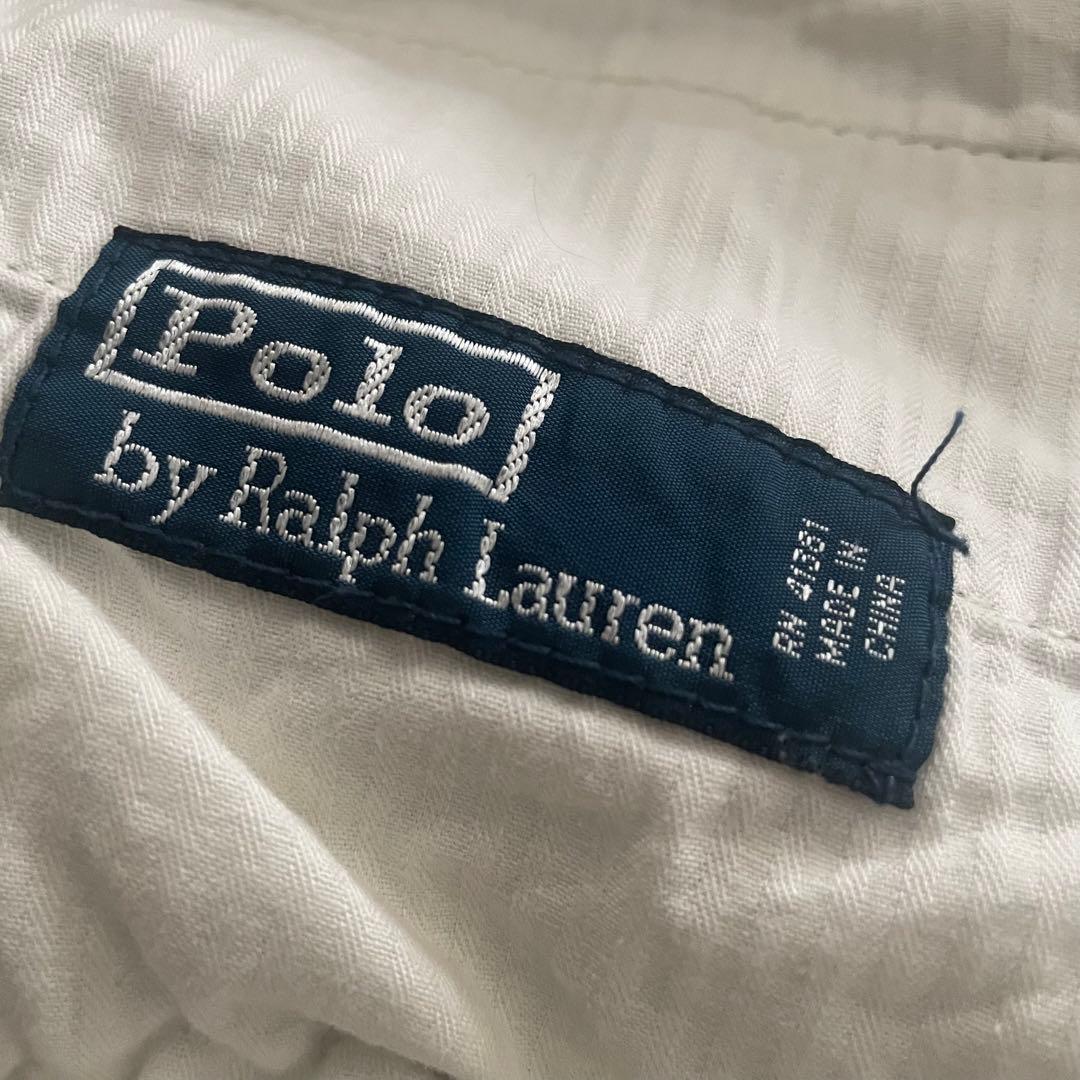 Polo
by Ralph Lauren
RN 41381
MADE IN
CHINA